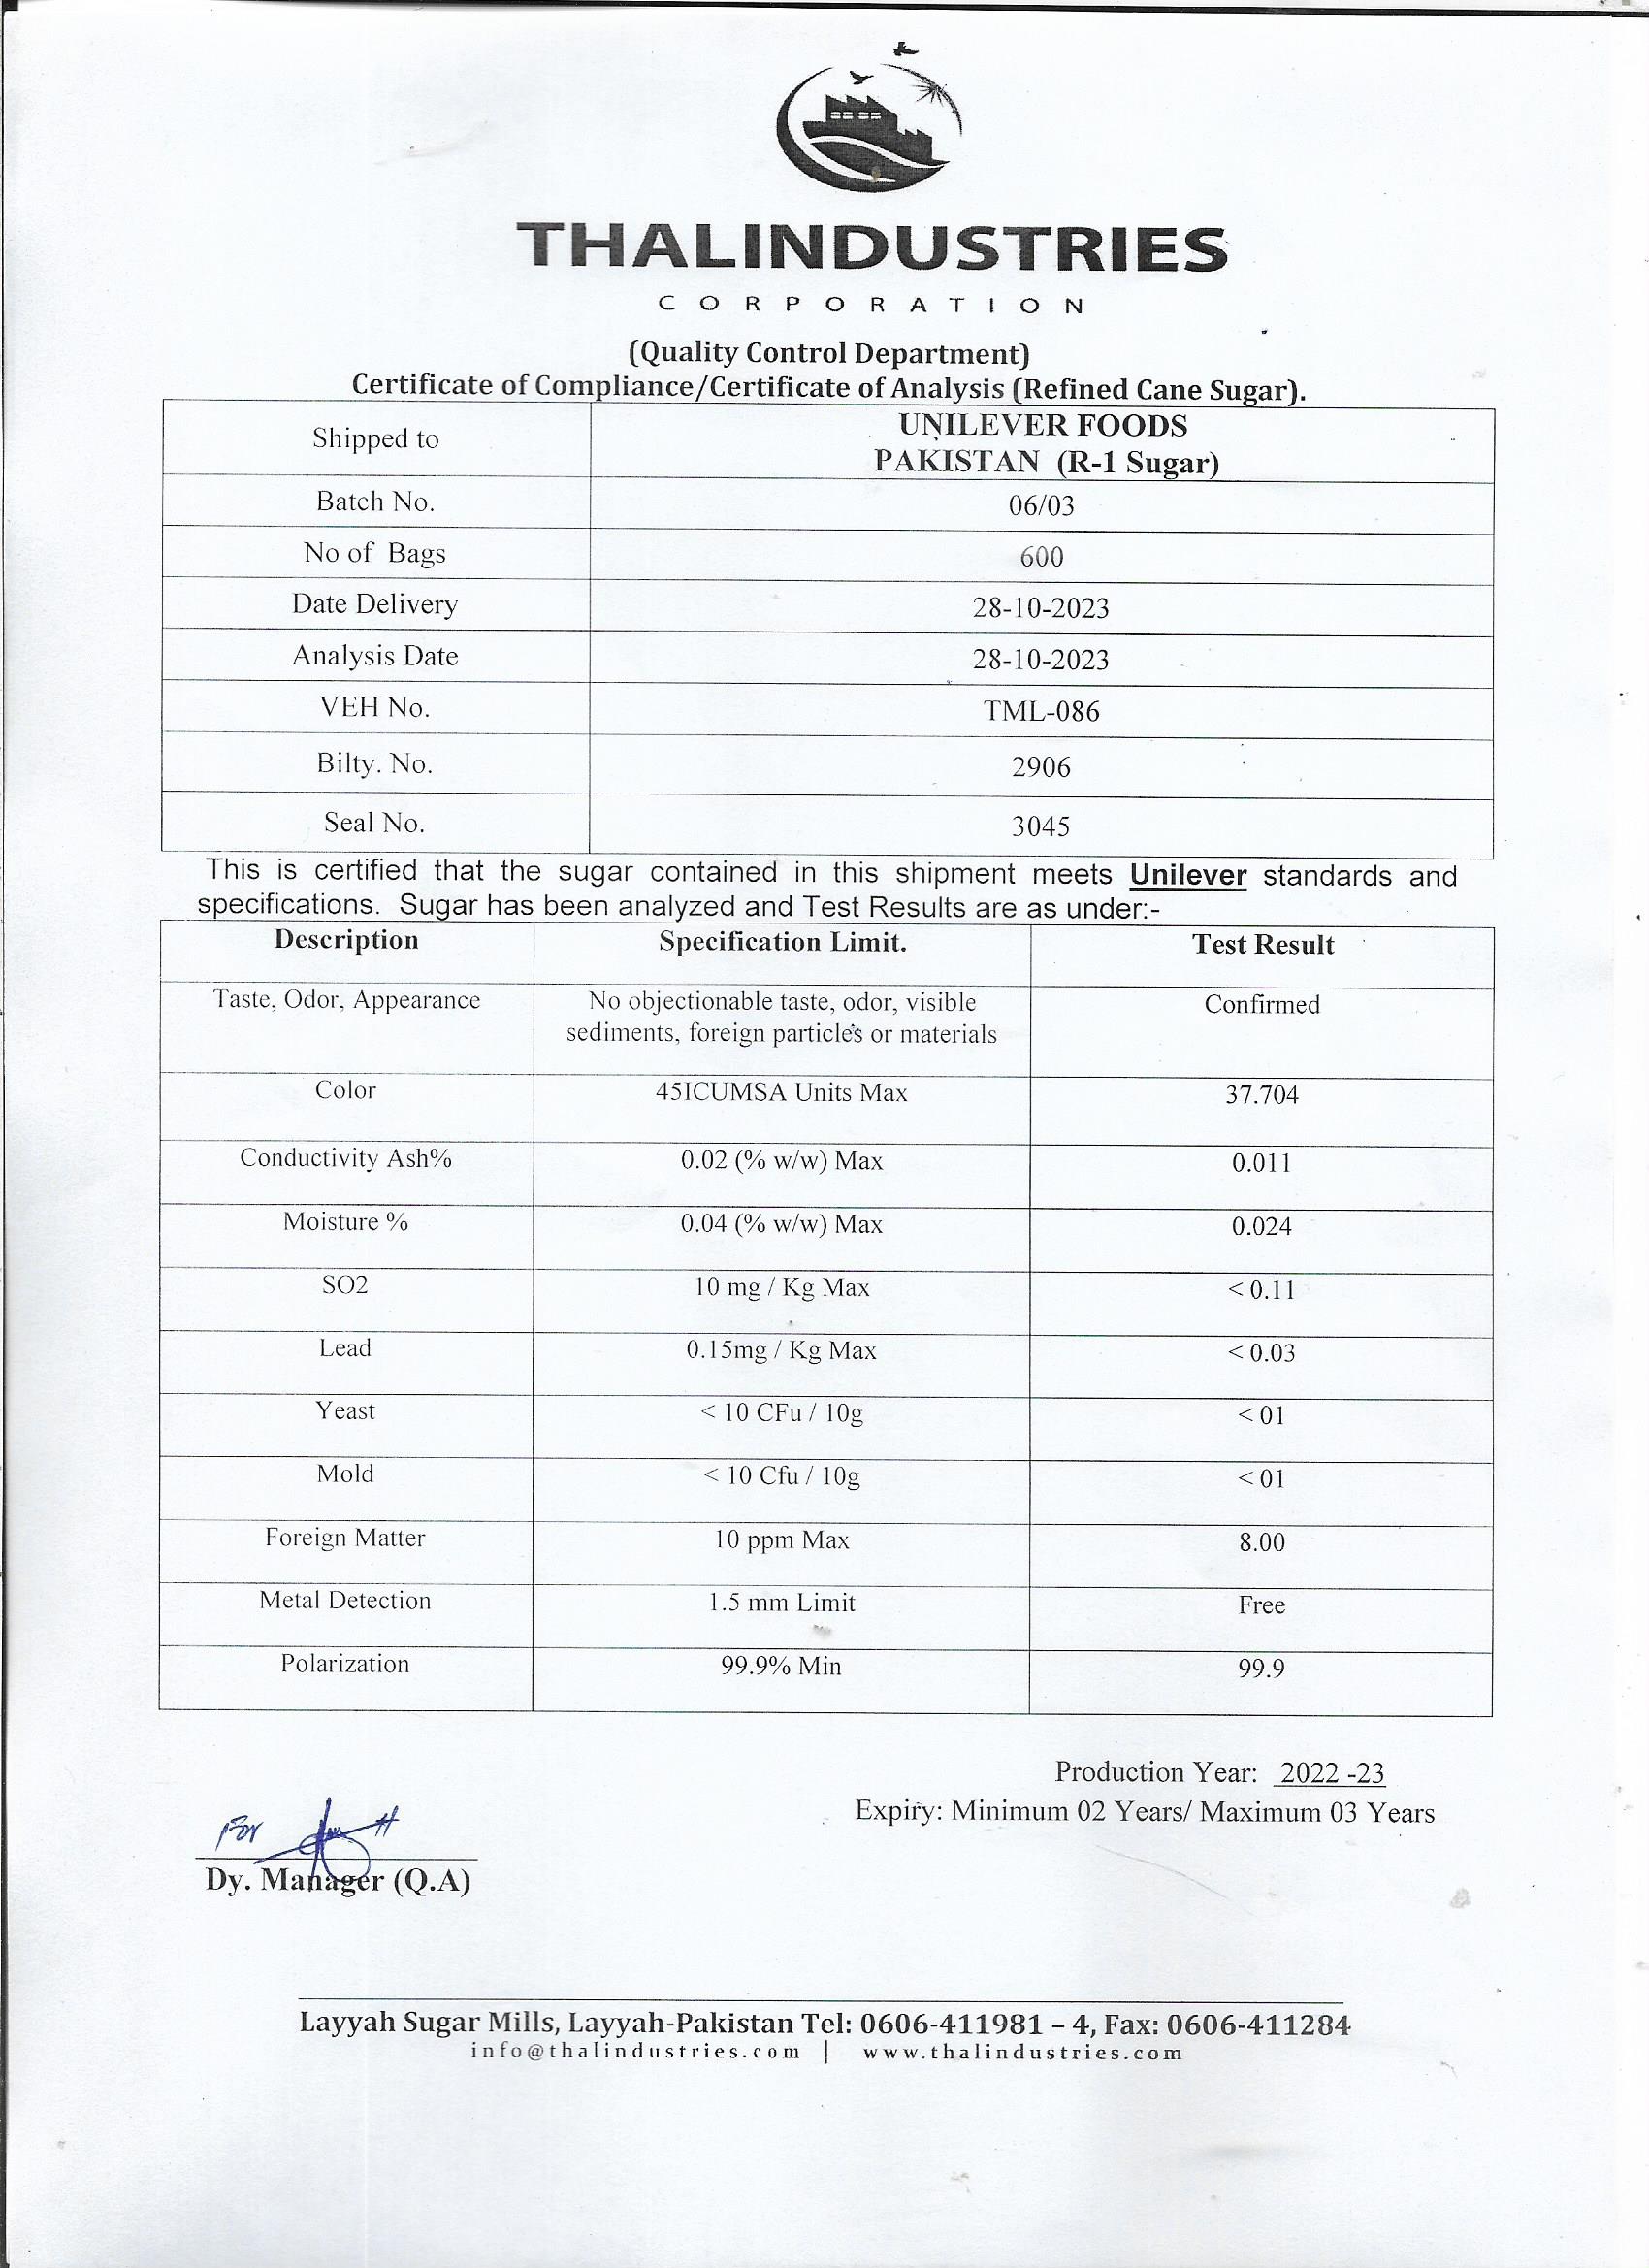 THALINDUSTRIES
CORPORATION
(Quality Control Department)
Certificate of Compliance/Certificate of Analysis (Refined Cane Sugar).
Shipped to UNILEVER FOODS
PAKISTAN (R-1 Sugar)
Batch No. 06/03
No of Bags 600
Date Delivery 28-10-2023
Analysis Date 28-10-2023
VEH No. TML-086
Bilty. No. 2906
Seal No. 3045
This is certified that the sugar contained in this shipment meets Unilever standards and
specifications. Sugar has been analyzed and Test Results are as under:-
Description Specification Limit. Test Result
Taste, Odor, Appearance No objectionable taste, odor, visible Confirmed
sediments, foreign particles or materials
Color 45ICUMSA Units Max 37.704
Conductivity Ash% 0.02 (% w/w) Max 0.011
Moisture % 0.04 (% w/w) Max 0.024
SO2 10 mg / Kg Max < 0.11
Lead 0.15mg / Kg Max < 0.03
Yeast < 10 CFu / 10g < 01
Mold < 10 Cfu / 10g < 01
Foreign Matter 10 ppm Max 8.00
Metal Detection 1.5 mm Limit Free
Polarization 99.9% Min 99.9
Production Year: 2022 -23
Expiry: Minimum 02 Years/ Maximum 03 Years
For
Dy. Manager (Q.A)
Layyah Sugar Mills, Layyah-Pakistan Tel: 0606-411981 – 4, Fax: 0606-411284
info@thalindustries.com | www.thalindustries.com